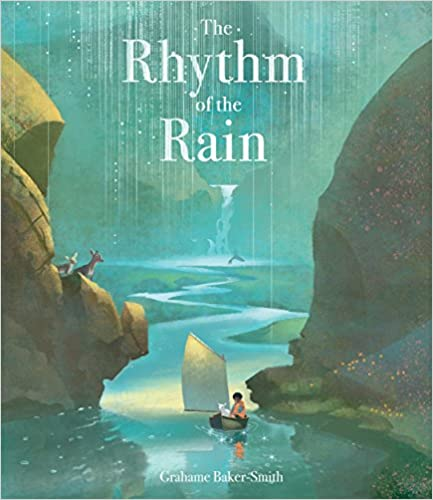 The
Rhythm
of the
Rain
Grahame Baker-Smith